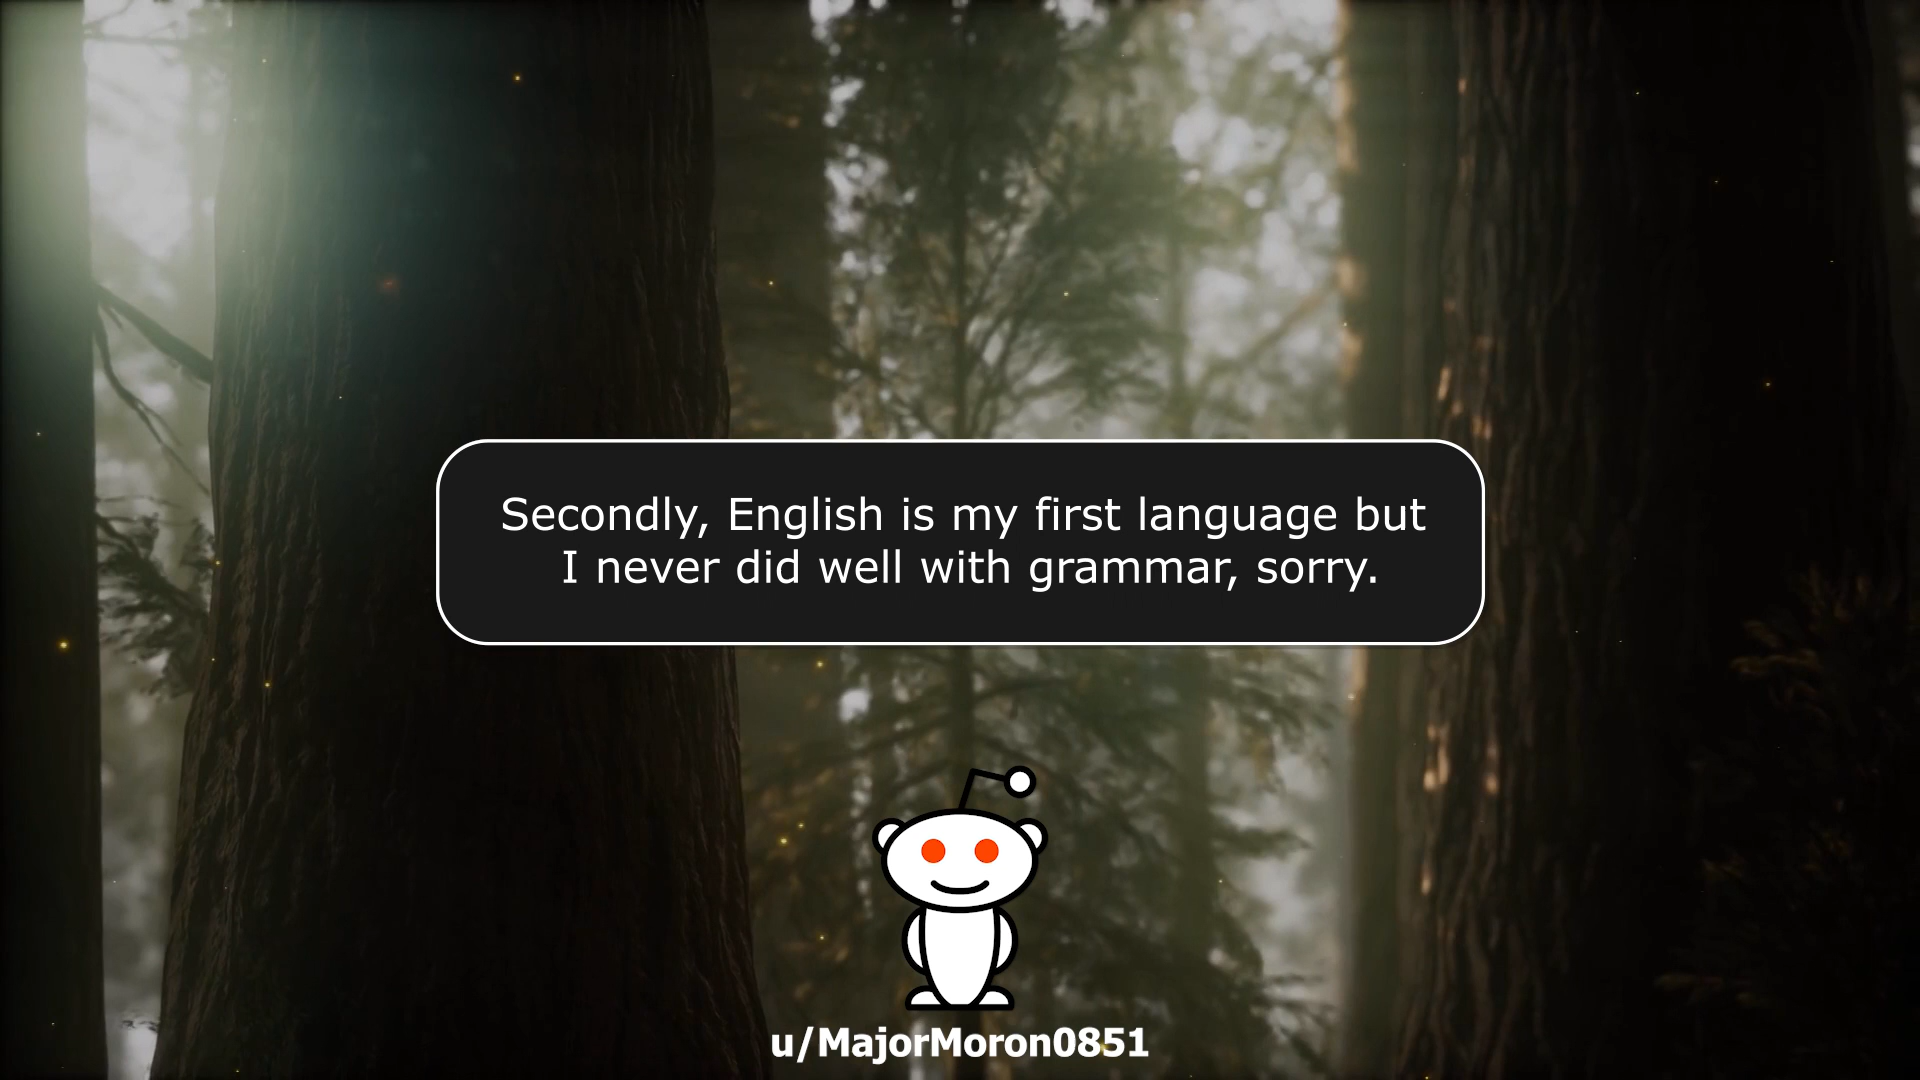 Secondly, English is my first language but
I never did well with grammar, sorry.
u/MajorMoron0851